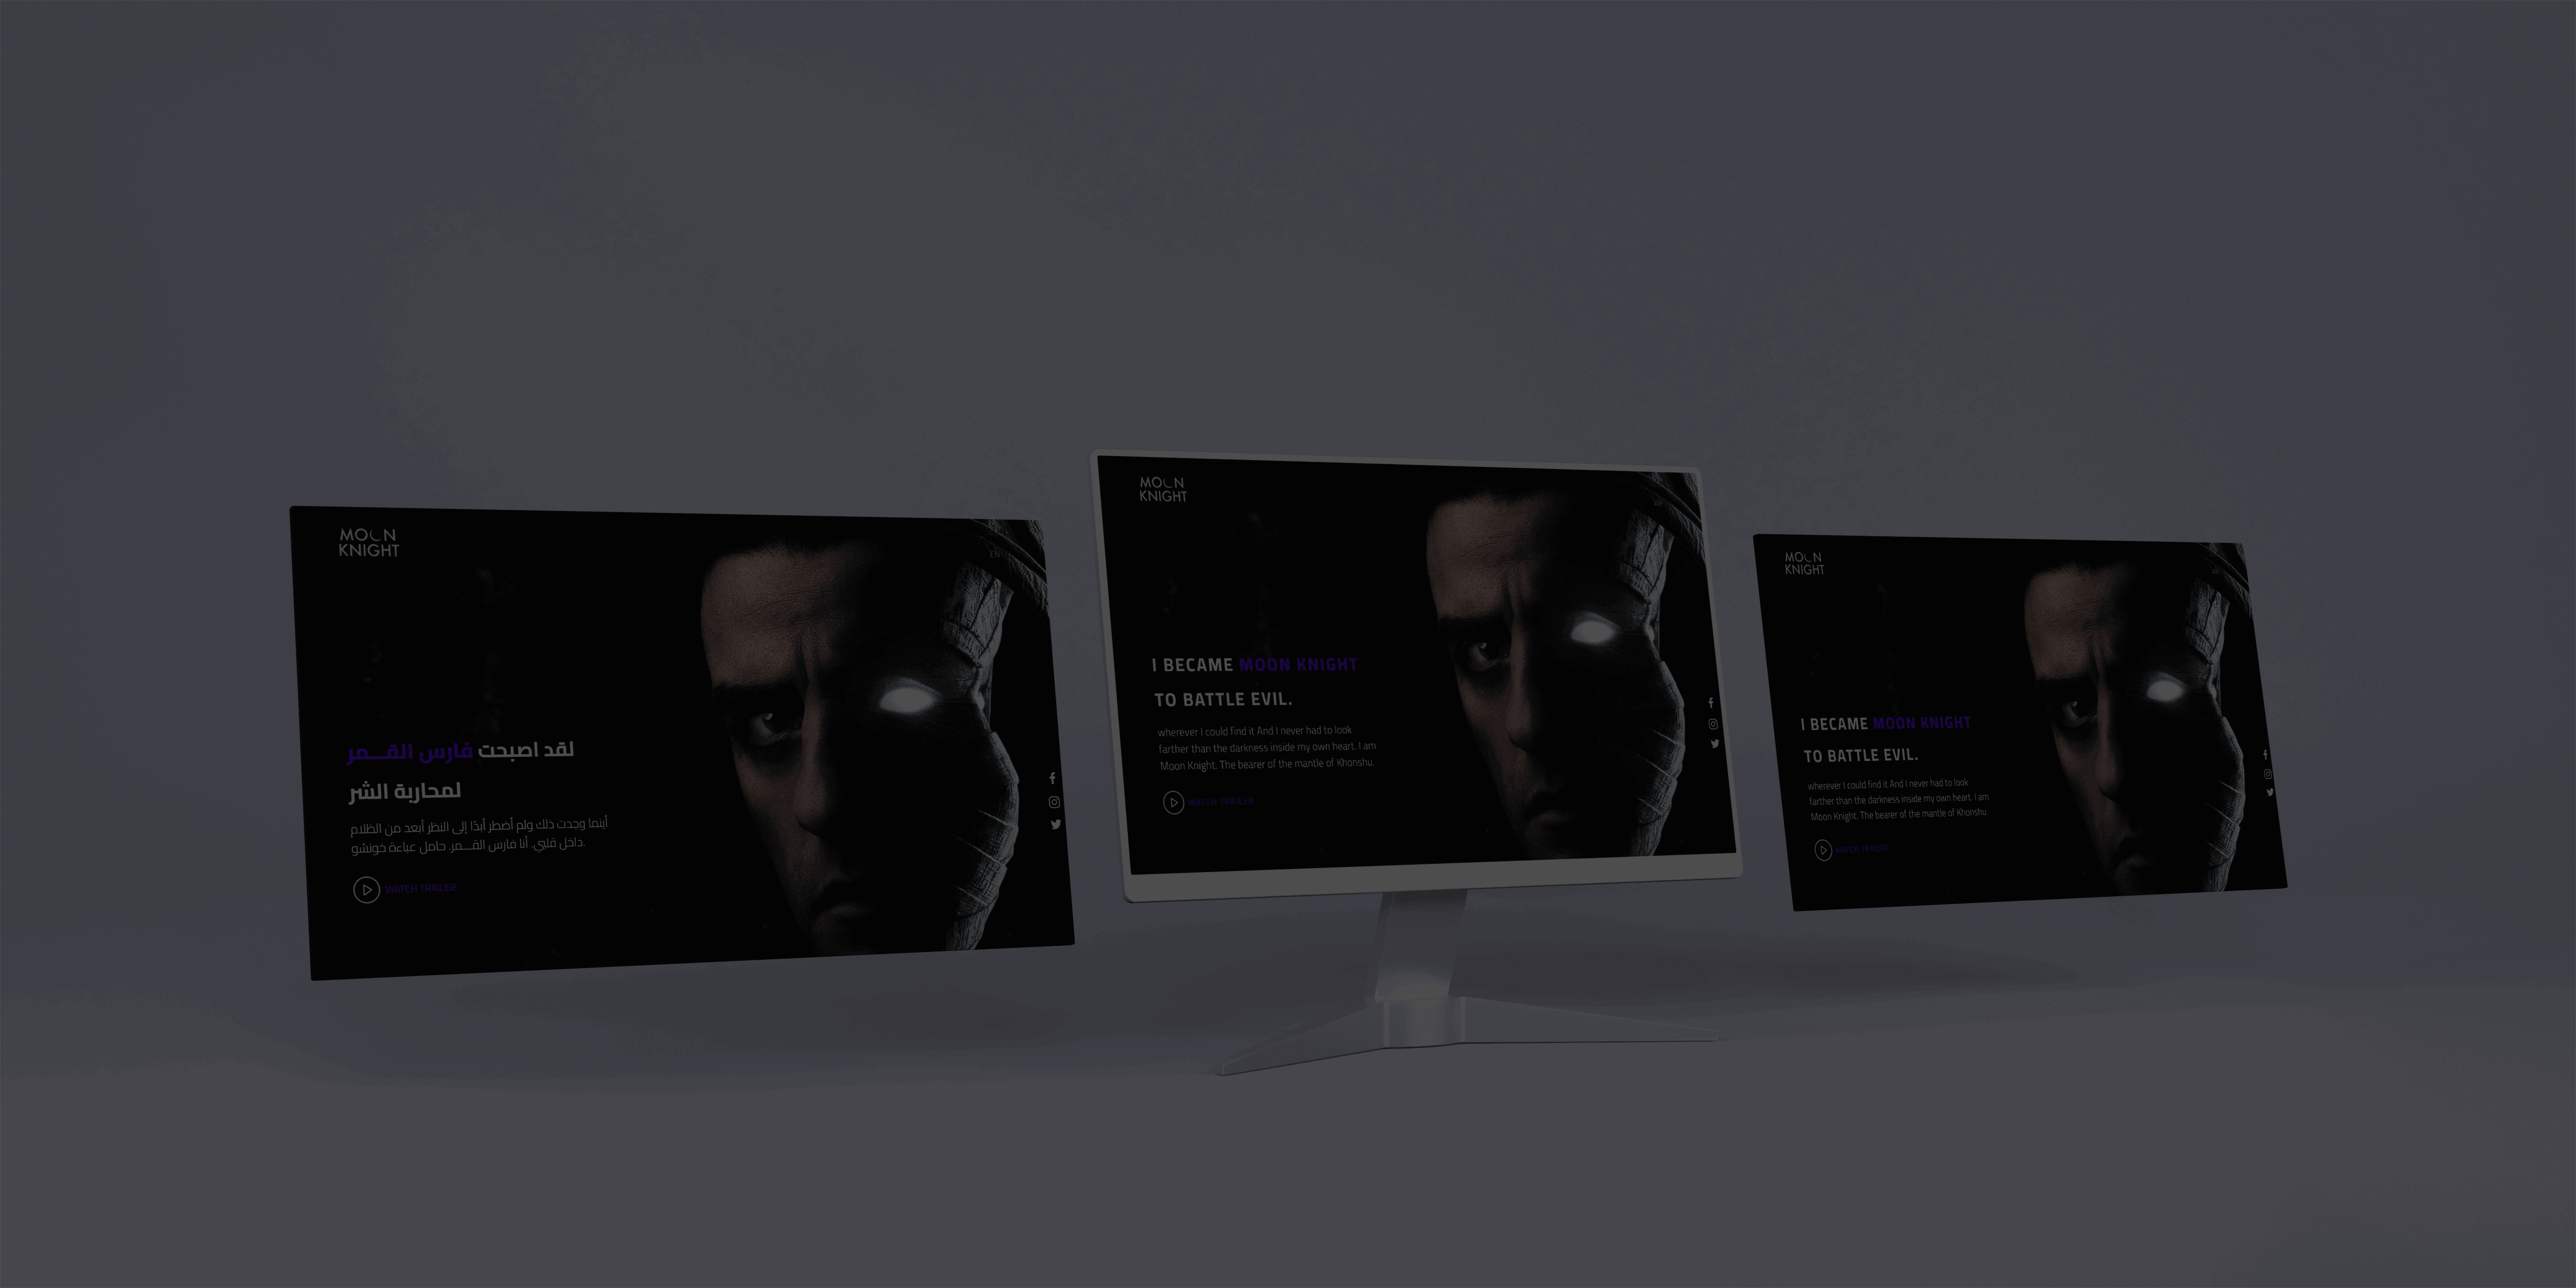 MOON
KNIGHT
EN
لقد اصبحت فارس القـــمر
لمحاربة الشر
أينما وجدت ذلك ولم أضطر أبدًا إلى النظر أبعد من الظلام
داخل قلبي. أنا فارس القـــمر. حامل عباءة خونشو.
WATCH TRAILER
MOON
KNIGHT
I BECAME MOON KNIGHT
TO BATTLE EVIL.
wherever I could find it And I never had to look
farther than the darkness inside my own heart. I am
Moon Knight. The bearer of the mantle of Khonshu.
WATCH TRAILER
MOON
KNIGHT
I BECAME MOON KNIGHT
TO BATTLE EVIL.
wherever I could find it And I never had to look
farther than the darkness inside my own heart. I am
Moon Knight. The bearer of the mantle of Khonshu.
WATCH TRAILER